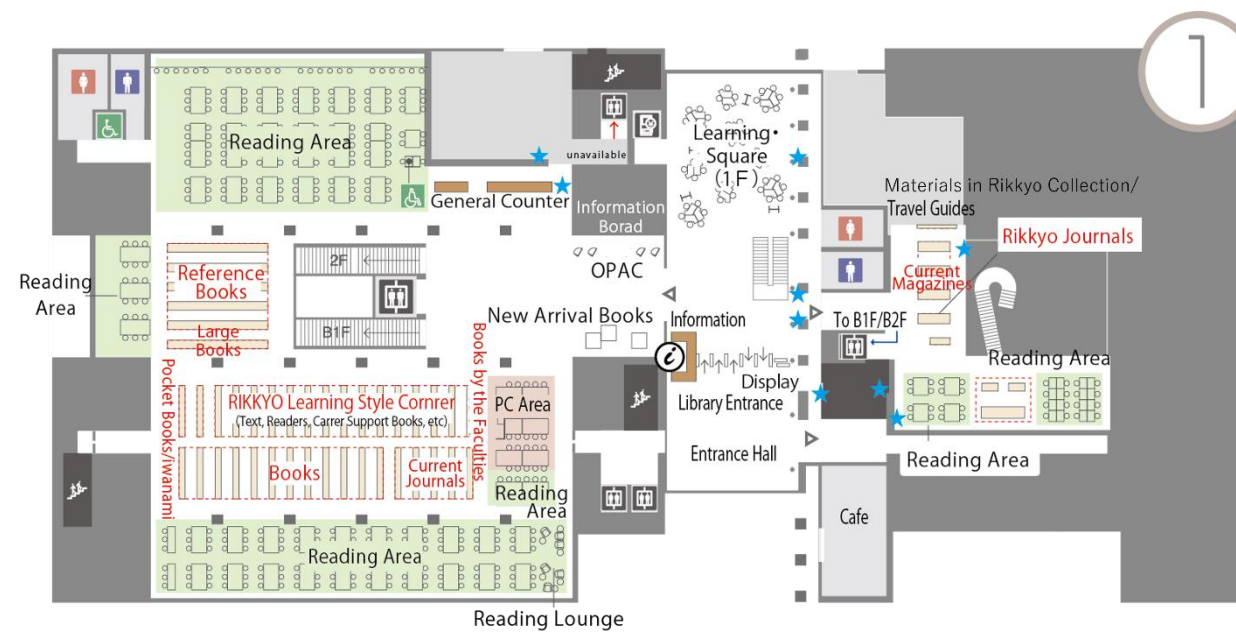 1
Reading Area
Learning・
Square
(1F)
unavailable
General Counter
Information
Borad
Materials in Rikkyo Collection/
Travel Guides
Rikkyo Journals
Current
Magazines
Reference
Books
2F
OPAC
Reading
Area
Large
Books
B1F
New Arrival Books
Information
i
To B1F/B2F
Reading Area
Display
Library Entrance
Entrance Hall
Pocket Books/iwanami
RIKKYO Learning Style Cornrer
(Text, Readers, Carrer Support Books, etc)
Books by the Faculties
PC Area
Books
Current
Journals
Reading
Area
Reading Area
Cafe
Reading Area
Reading Lounge